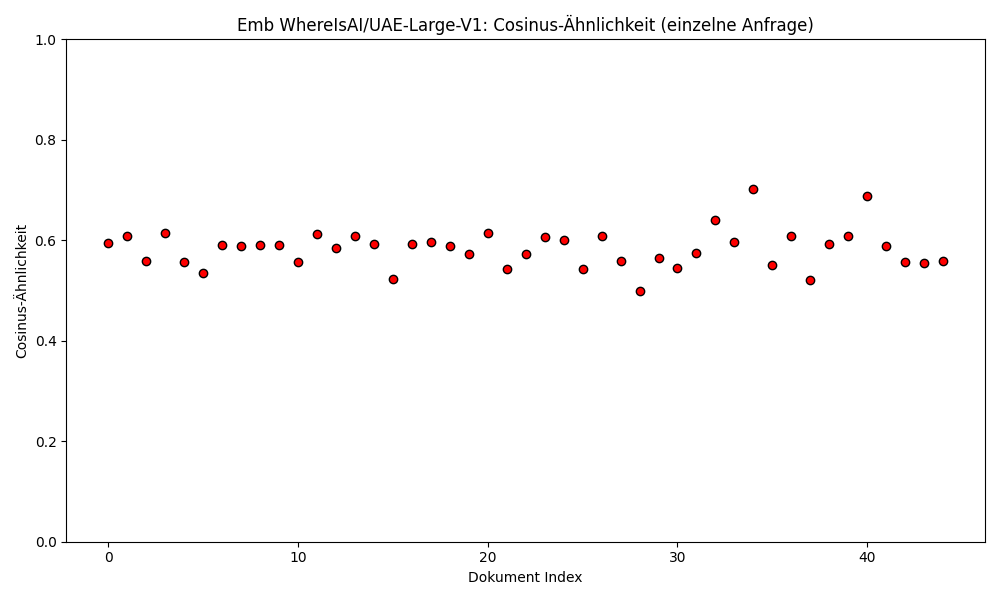 Emb WhereIsAI/UAE-Large-V1: Cosinus-Ähnlichkeit (einzelne Anfrage)
Cosinus-Ähnlichkeit
1.0
0.8
0.6
0.4
0.2
0.0
0 10 20 30 40
Dokument Index